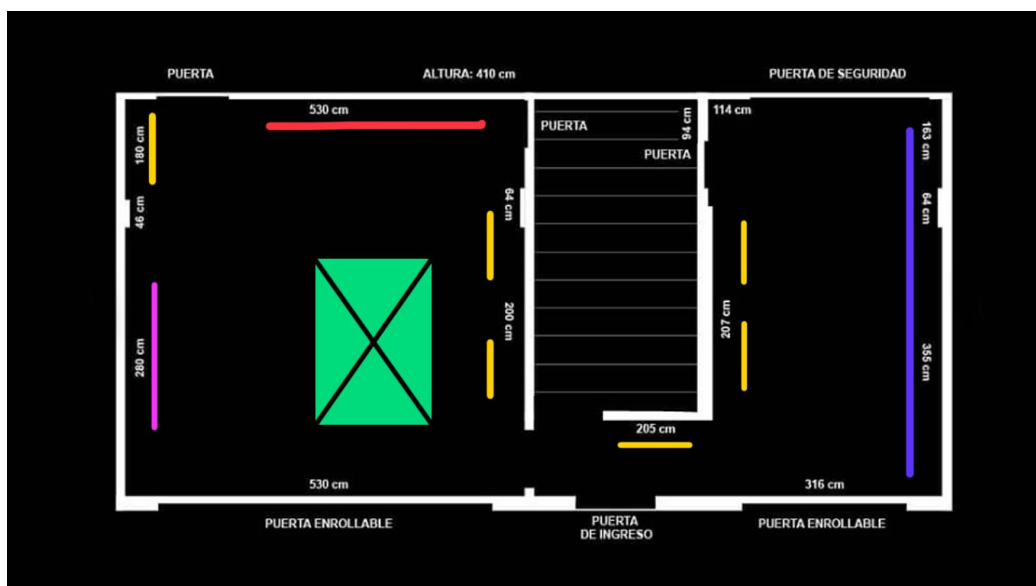 PUERTA
ALTURA: 410 cm
PUERTA DE SEGURIDAD
530 cm
114 cm
94 cm
PUERTA
PUERTA
180 cm
163 cm
46 cm
64 cm
64 cm
200 cm
207 cm
280 cm
355 cm
205 cm
530 cm
316 cm
PUERTA ENROLLABLE
PUERTA
DE INGRESO
PUERTA ENROLLABLE